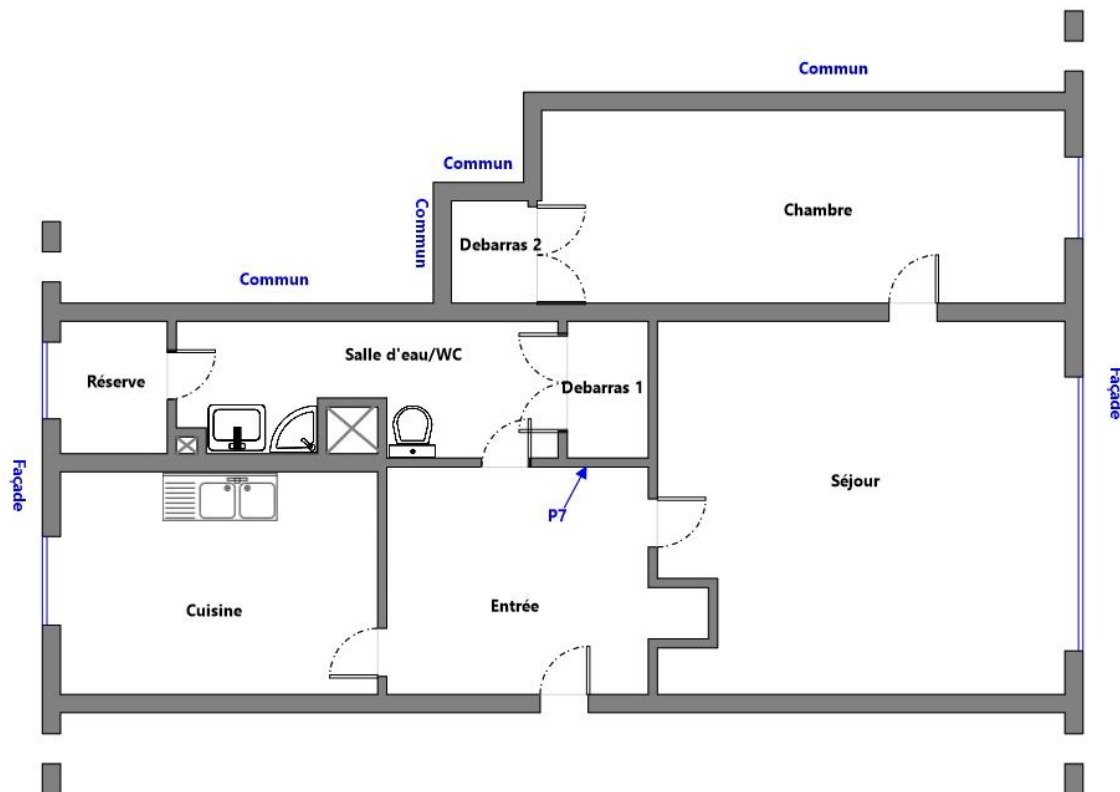 Commun
Commun
Chambre
Commun
Debarras 2
Commun
Salle d'eau/WC
Réserve
Debarras 1
Façade
Façade
Séjour
P7
Cuisine
Entrée